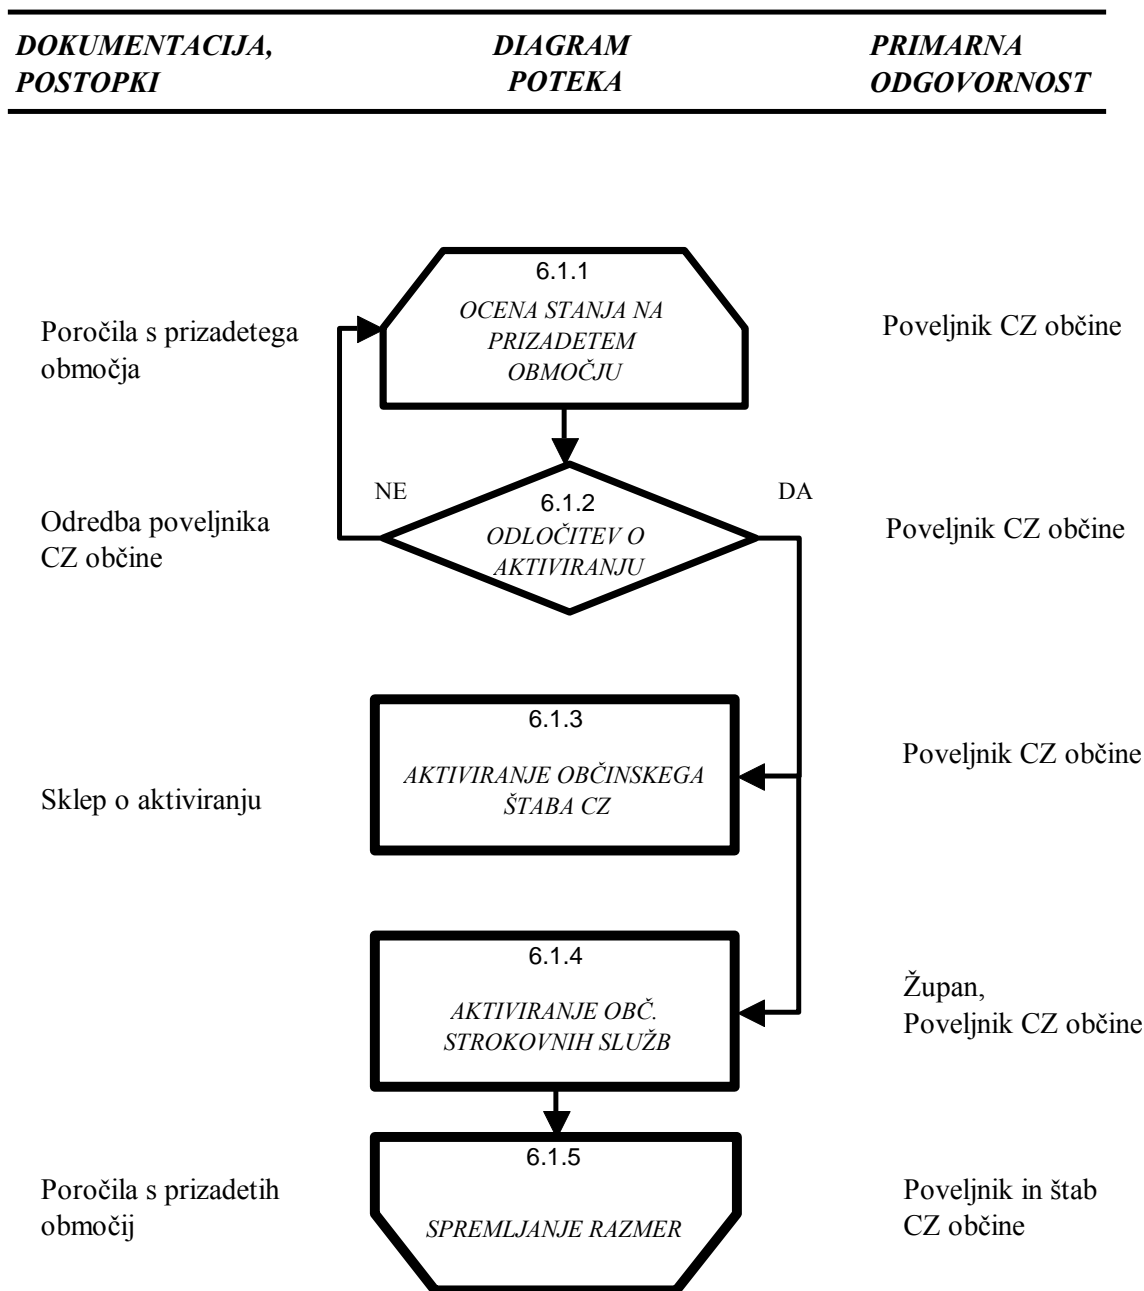 DOKUMENTACIJA,
POSTOPKI
DIAGRAM
POTEKA
PRIMARNA
ODGOVORNOST
Poročila s prizadetega
območja
6.1.1
OCENA STANJA NA
PRIZADETEM
OBMOČJU
Poveljnik CZ občine
Odredba poveljnika
CZ občine
NE
6.1.2
ODLOČITEV O
AKTIVIRANJU
DA
Poveljnik CZ občine
Sklep o aktiviranju
6.1.3
AKTIVIRANJE OBČINSKEGA
ŠTABA CZ
Poveljnik CZ občine
6.1.4
AKTIVIRANJE OBČ.
STROKOVNIH SLUŽB
Župan,
Poveljnik CZ občine
Poročila s prizadetih
območij
6.1.5
SPREMLJANJE RAZMER
Poveljnik in štab
CZ občine